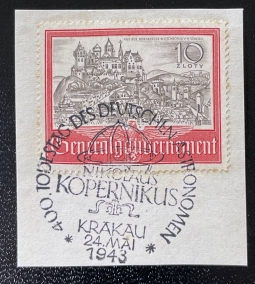 10
ZLOTY
Generalgouvernement
400. TODESTAG DES DEUTSCHEN ASTRONOMEN
NIKOLAUS
KOPERNIKUS
KRAKAU
24. MAI
1943